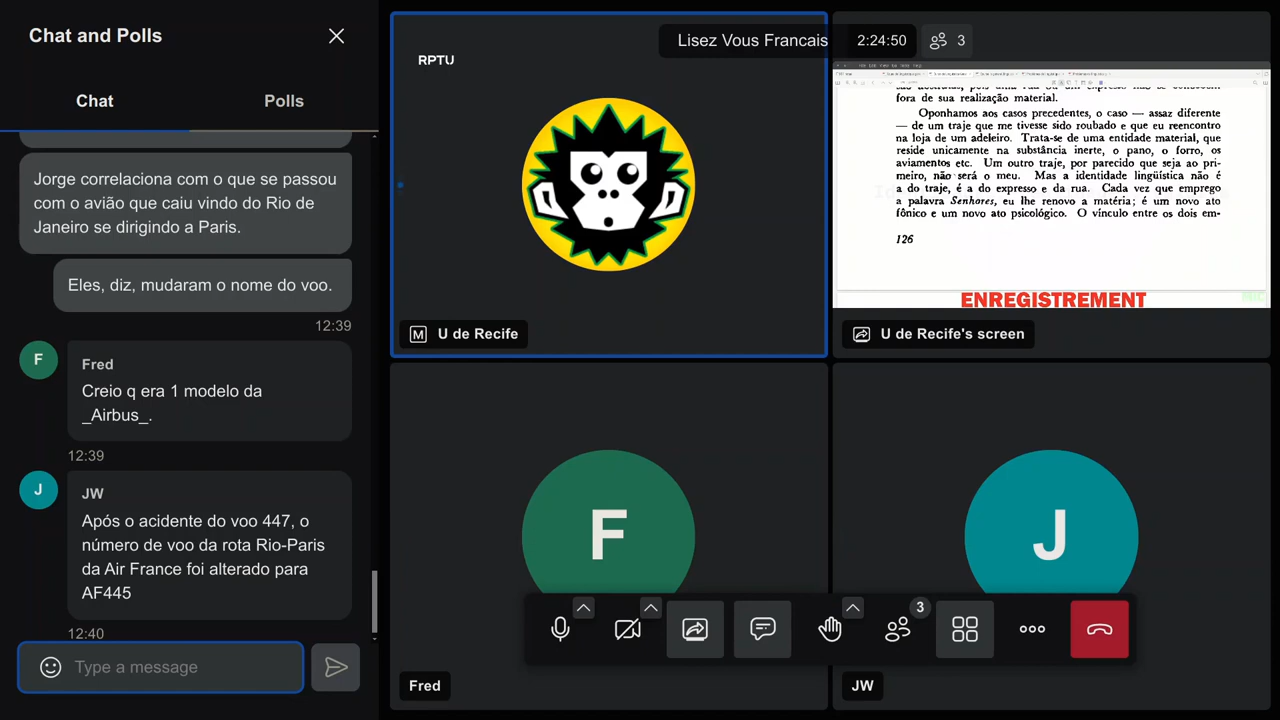 Chat and Polls
Chat
Polls
Jorge correlaciona com o que se passou
com o avião que caiu vindo do Rio de
Janeiro se dirigindo a Paris.
Eles, diz, mudaram o nome do voo.
12:39
F
Fred
Creio q era 1 modelo da
_Airbus_.
12:39
J
JW
Após o acidente do voo 447, o
número de voo da rota Rio-Paris
da Air France foi alterado para
AF445
12:40
Type a message
RPTU
Lisez Vous Francais
2:24:50
3
M U de Recife
fora de sua realização material.
Oponhamos aos casos precedentes, o caso — assaz diferente
— de um traje que me tivesse sido roubado e que eu reencontro
na loja de um adeleiro. Trata-se de uma entidade material, que
reside unicamente na substância inerte, o pano, o forro, os
aviamentos etc. Um outro traje, por parecido que seja ao pri-
meiro, não será o meu. Mas a identidade lingüística não é
a do traje, é a do expresso e da rua. Cada vez que emprego
a palavra Senhores, eu lhe renovo a matéria; é um novo ato
fônico e um novo ato psicológico. O vínculo entre os dois em-
126
ENREGISTREMENT
U de Recife's screen
F
Fred
J
JW
3